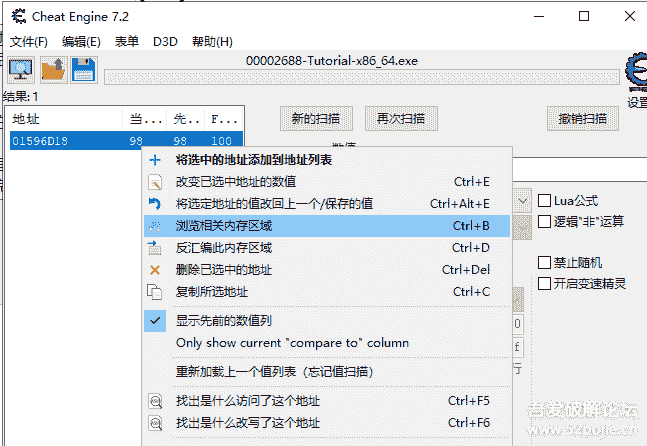 Cheat Engine 7.2
文件(F) 编辑(E) 表单 D3D 帮助(H)
00002688-Tutorial-x86_64.exe
结果: 1
设置
地址 当... 先.. F...
新的扫描 再次扫描 撤销扫描
01596D18 98 98 100
数值
将选中的地址添加到地址列表
改变已选中地址的数值 Ctrl+E
将选定地址的值改回上一个/保存的值 Ctrl+Alt+E
Lua公式
浏览相关内存区域 Ctrl+B
逻辑"非"运算
反汇编此内存区域 Ctrl+D
禁止随机
删除已选中的地址 Ctrl+Del
开启变速精灵
复制所选地址 Ctrl+C
显示先前的数值列
0
Only show current "compare to" column
f
重新加载上一个值列表（忘记值扫描）
行
找出是什么访问了这个地址 Ctrl+F5
找出是什么改写了这个地址 Ctrl+F6
吾爱破解论坛
www.52pojie.cn